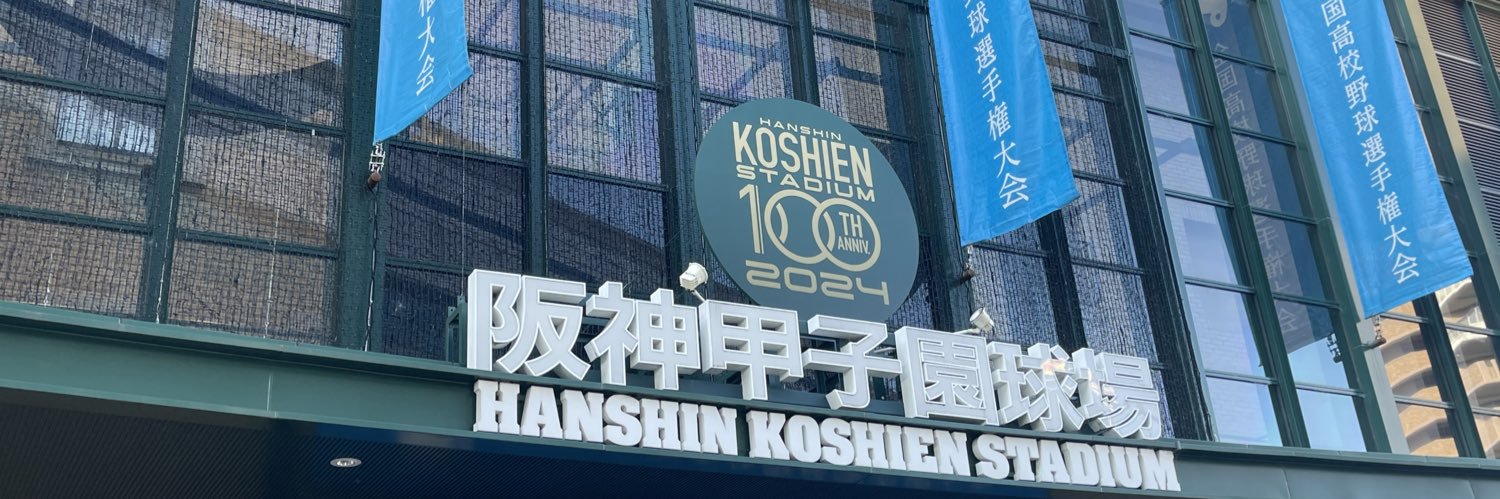 権大会
球選手権大会
国高校野球選手権大会
HANSHIN
KOSHIEN
STADIUM
100TH
ANNIV.
2024
阪神甲子園球場
HANSHIN KOSHIEN STADIUM